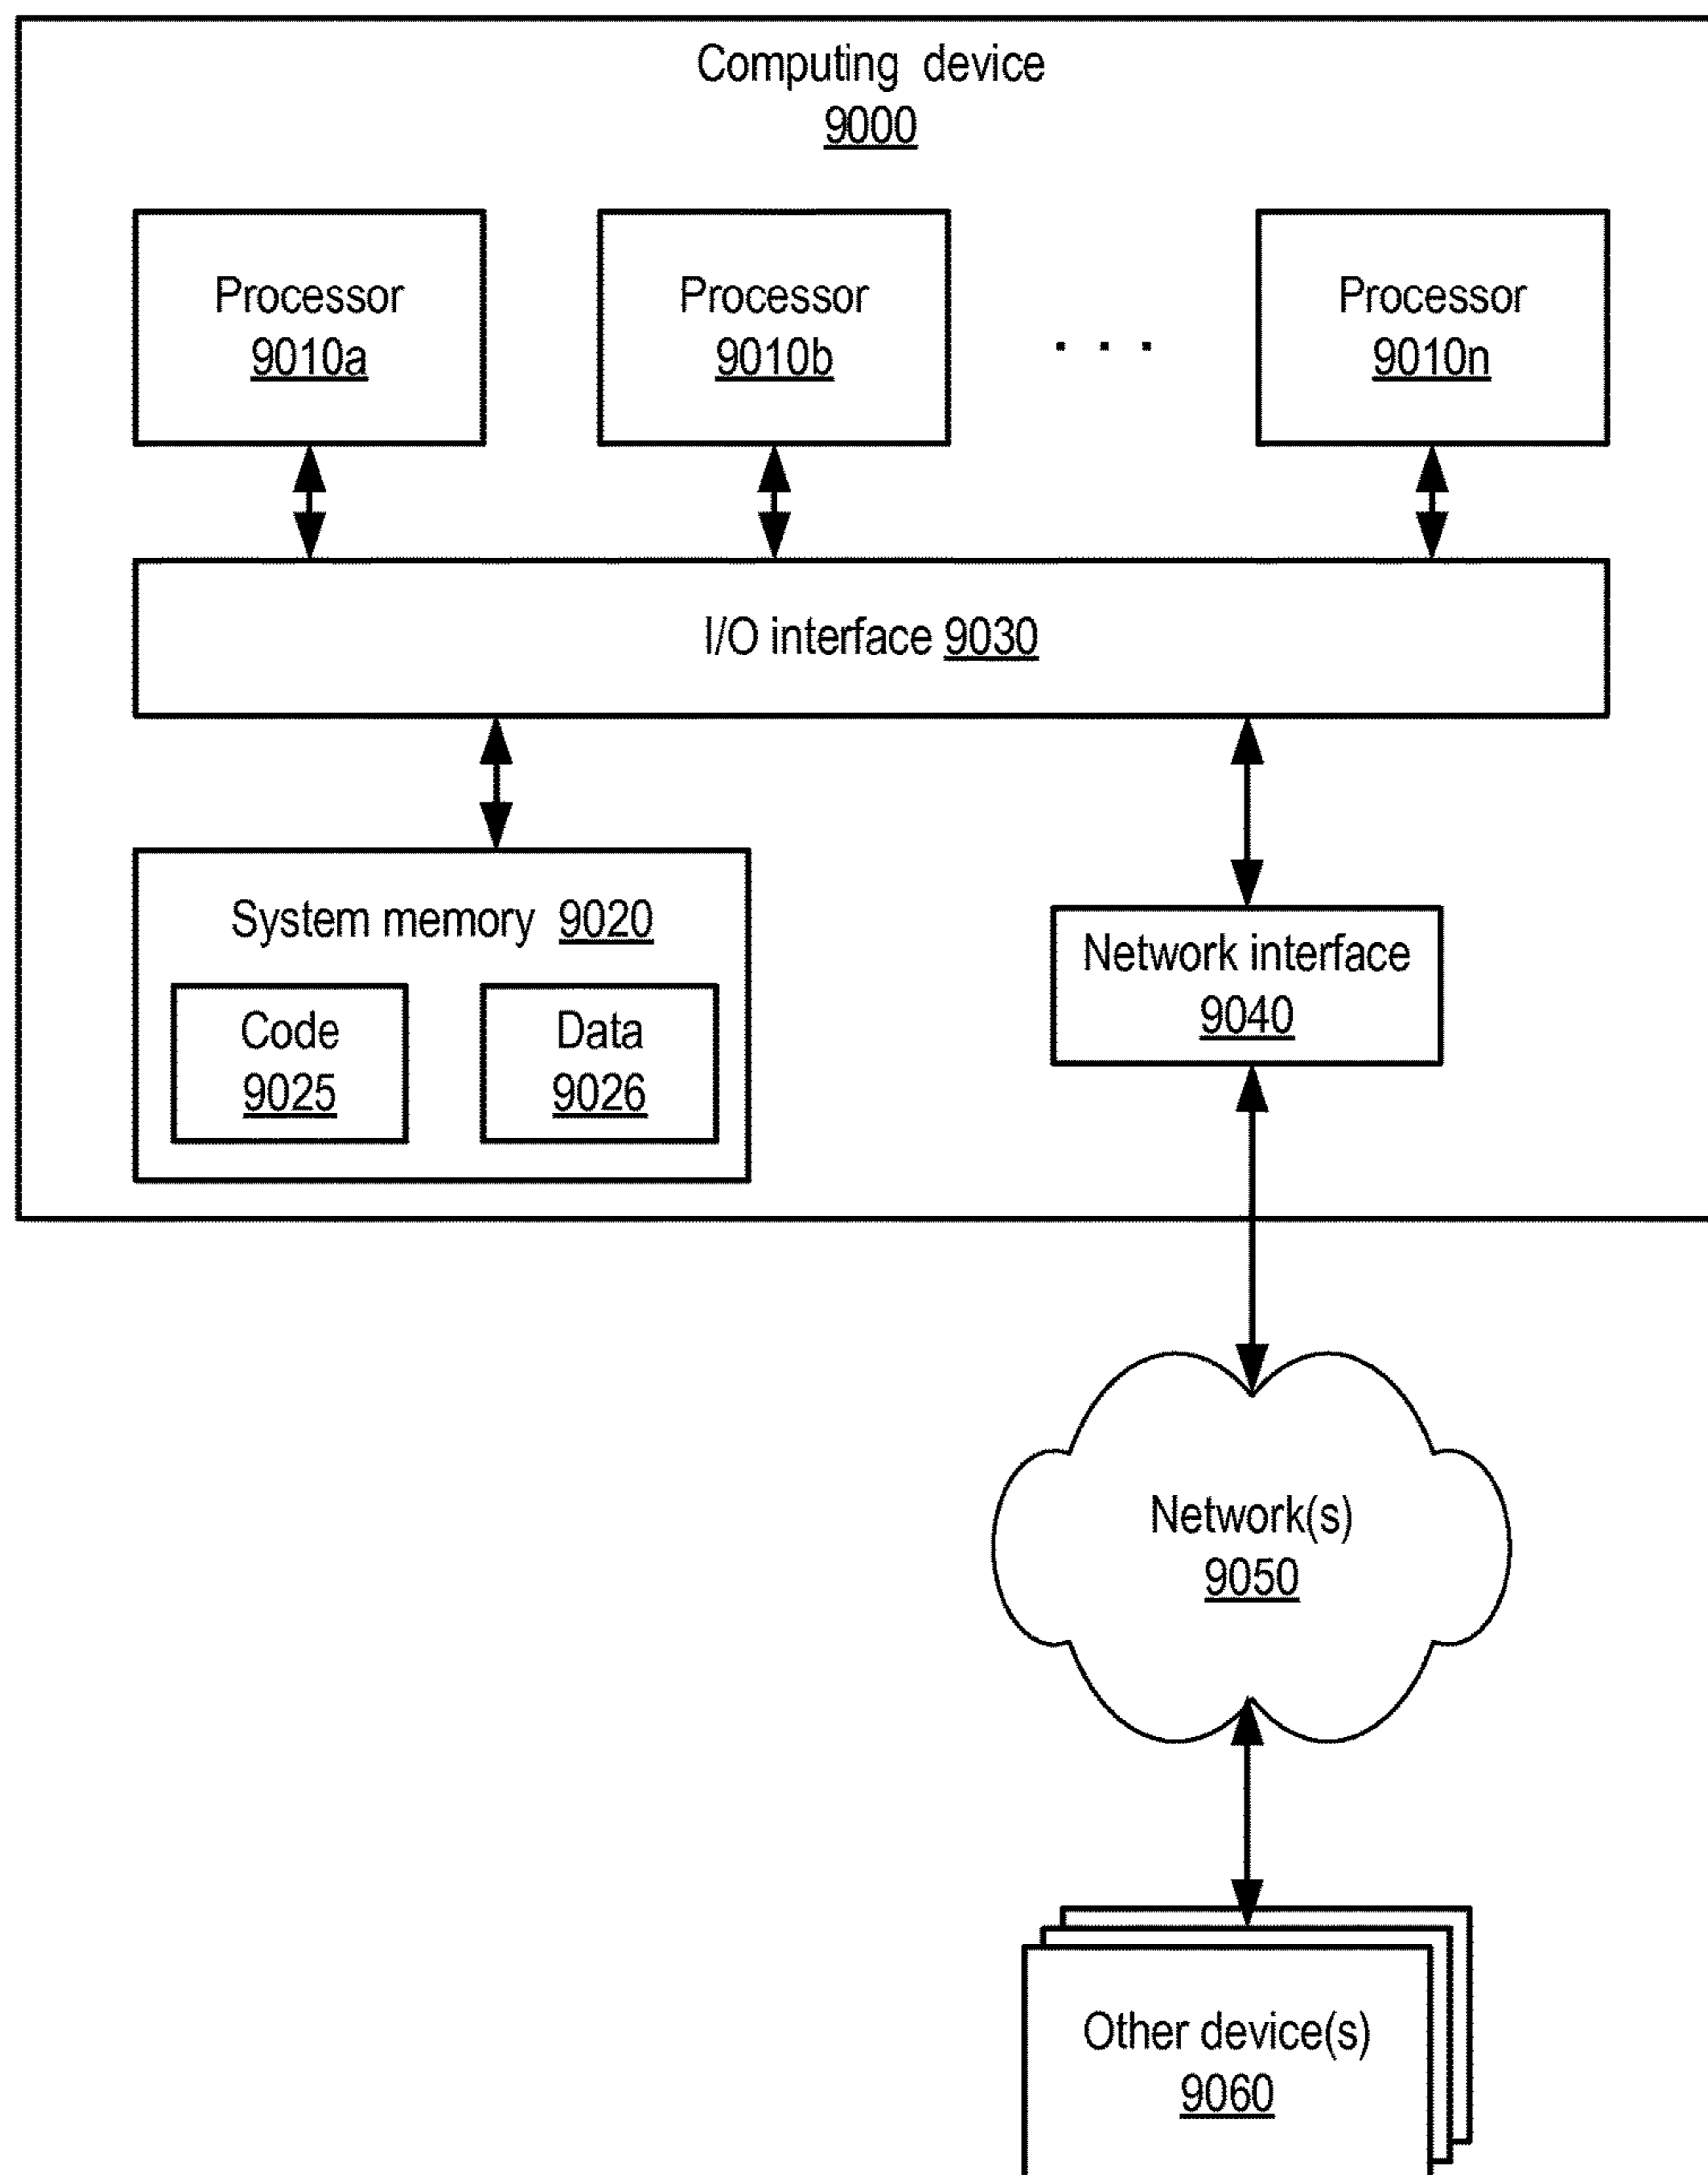 Computing device
9000
Processor
9010a
Processor
9010b
. . .
Processor
9010n
I/O interface 9030
System memory 9020
Code
9025
Data
9026
Network interface
9040
Network(s)
9050
Other device(s)
9060